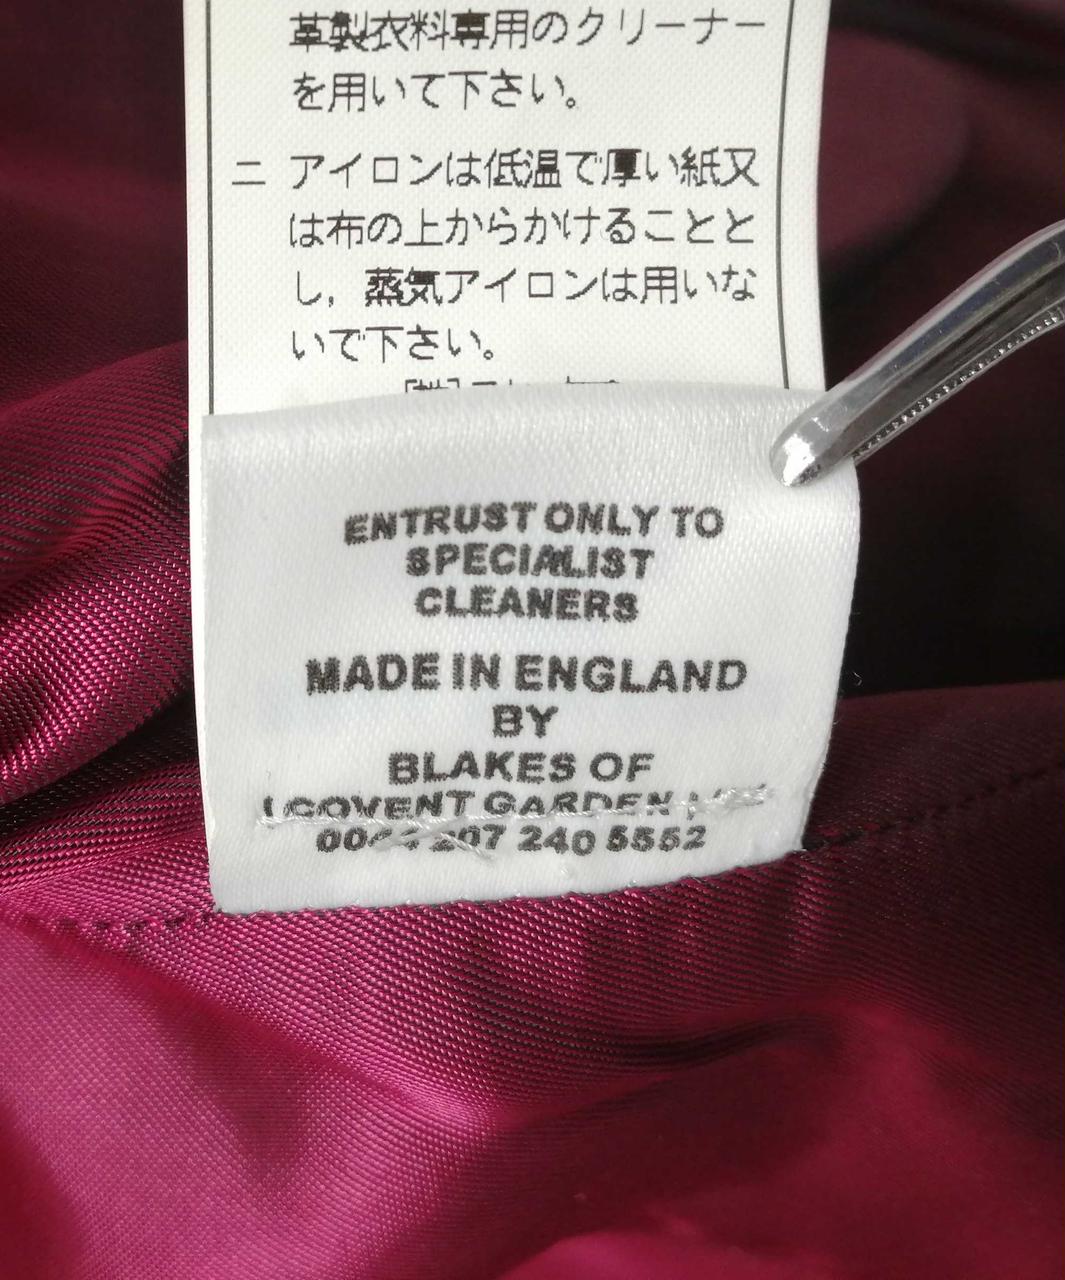 革製衣料専用のクリーナー
を用いて下さい。
ニ アイロンは低温で厚い紙又
は布の上からかけることと
し，蒸気アイロンは用いな
いで下さい。
ENTRUST ONLY TO
SPECIALIST
CLEANERS
MADE IN ENGLAND
BY
BLAKES OF
COVENT GARDEN
0044 207 240 5552